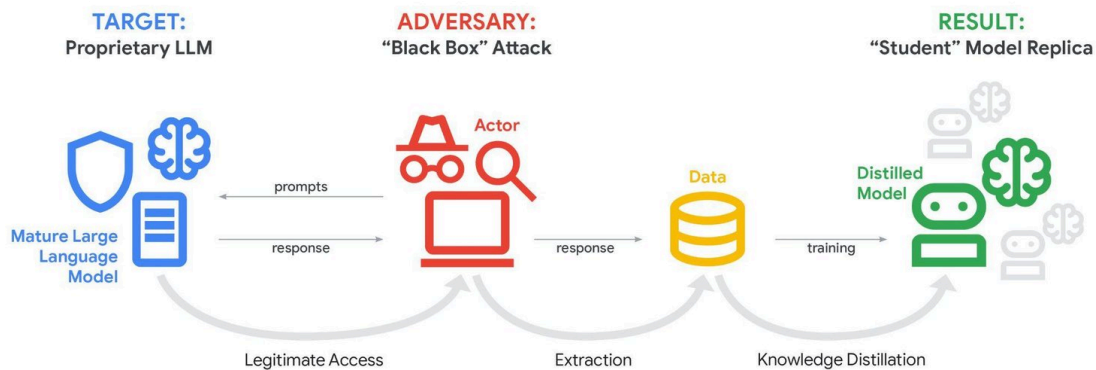 TARGET:
Proprietary LLM
ADVERSARY:
“Black Box” Attack
RESULT:
“Student” Model Replica
Actor
prompts
response
Mature Large
Language
Model
response
Data
training
Distilled
Model
Legitimate Access
Extraction
Knowledge Distillation